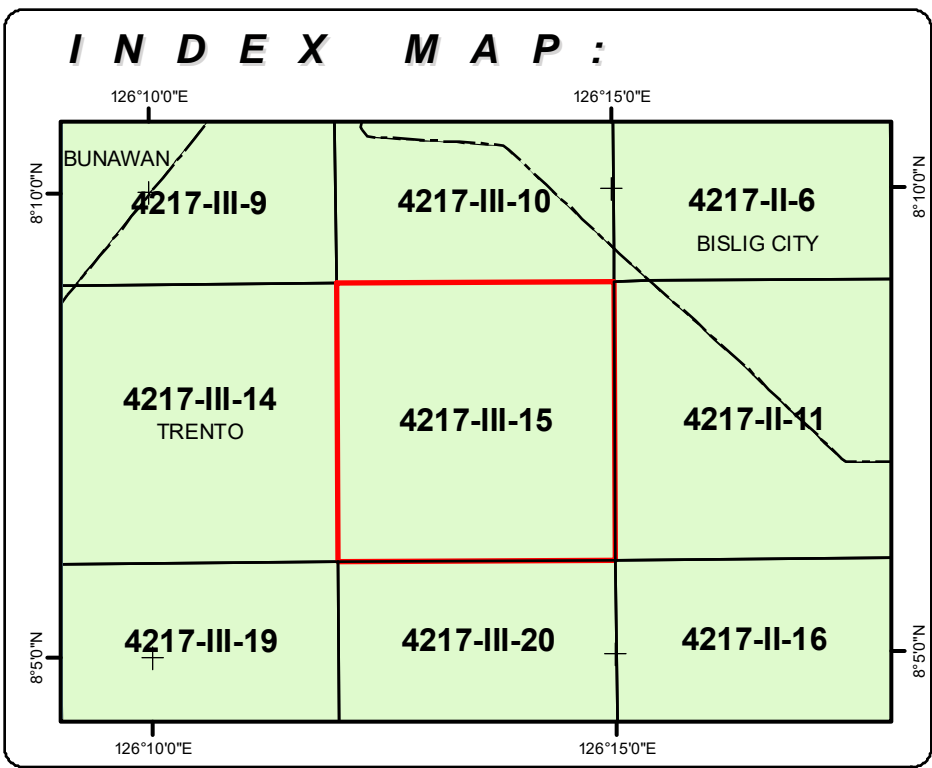 INDEX MAP:
126°10'0"E
126°15'0"E
BUNAWAN
8°10'0"N
8°10'0"N
4217-III-9
4217-III-10
4217-II-6
BISLIG CITY
4217-III-14
TRENTO
4217-III-15
4217-II-11
4217-III-19
4217-III-20
4217-II-16
8°5'0"N
8°5'0"N
126°10'0"E
126°15'0"E